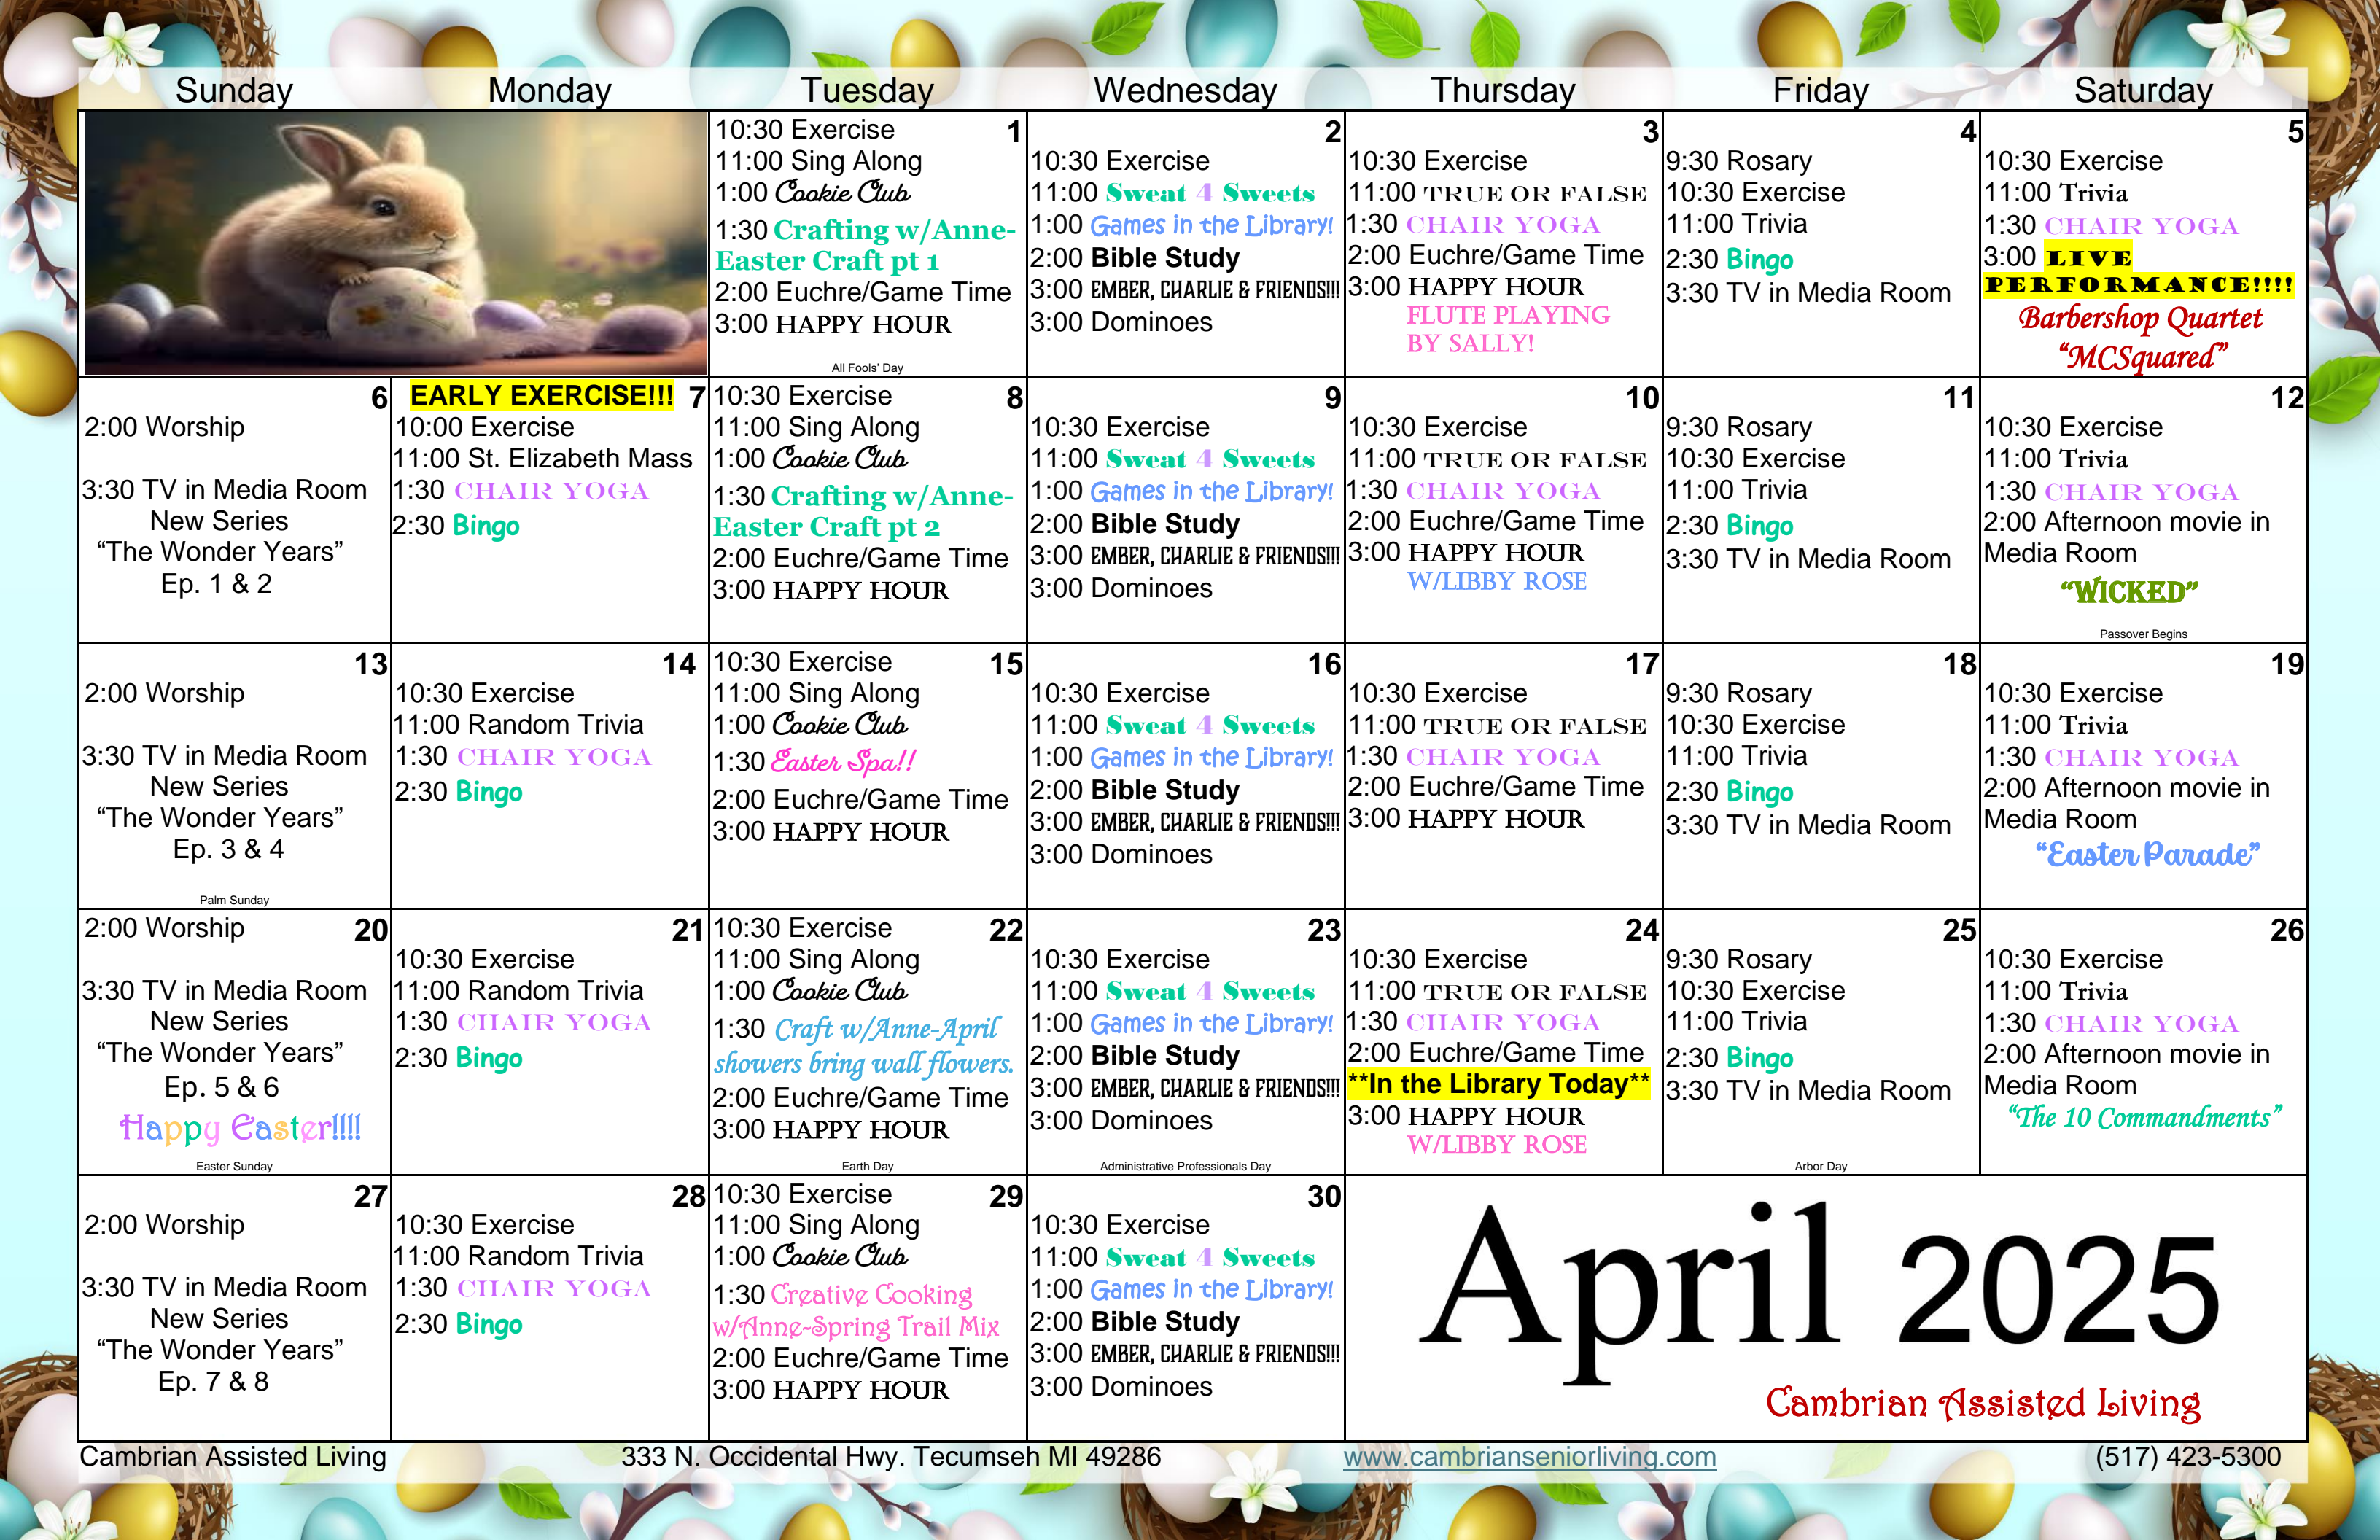 Sunday Monday Tuesday Wednesday Thursday Friday Saturday
1
10:30 Exercise
11:00 Sing Along
1:00 Cookie Club
1:30 Crafting w/Anne-
Easter Craft pt 1
2:00 Euchre/Game Time
3:00 HAPPY HOUR
All Fools' Day
2
10:30 Exercise
11:00 Sweat 4 Sweets
1:00 Games in the Library!
2:00 Bible Study
3:00 EMBER, CHARLIE & FRIENDS!!!
3:00 Dominoes
3
10:30 Exercise
11:00 TRUE OR FALSE
1:30 CHAIR YOGA
2:00 Euchre/Game Time
3:00 HAPPY HOUR
FLUTE PLAYING
BY SALLY!
4
9:30 Rosary
10:30 Exercise
11:00 Trivia
2:30 Bingo
3:30 TV in Media Room
5
10:30 Exercise
11:00 Trivia
1:30 CHAIR YOGA
3:00 LIVE
PERFORMANCE!!!!
Barbershop Quartet
“MCSquared”
6
2:00 Worship
3:30 TV in Media Room
New Series
“The Wonder Years”
Ep. 1 & 2
EARLY EXERCISE!!! 7
10:00 Exercise
11:00 St. Elizabeth Mass
1:30 CHAIR YOGA
2:30 Bingo
8
10:30 Exercise
11:00 Sing Along
1:00 Cookie Club
1:30 Crafting w/Anne-
Easter Craft pt 2
2:00 Euchre/Game Time
3:00 HAPPY HOUR
9
10:30 Exercise
11:00 Sweat 4 Sweets
1:00 Games in the Library!
2:00 Bible Study
3:00 EMBER, CHARLIE & FRIENDS!!!
3:00 Dominoes
10
10:30 Exercise
11:00 TRUE OR FALSE
1:30 CHAIR YOGA
2:00 Euchre/Game Time
3:00 HAPPY HOUR
W/LIBBY ROSE
11
9:30 Rosary
10:30 Exercise
11:00 Trivia
2:30 Bingo
3:30 TV in Media Room
12
10:30 Exercise
11:00 Trivia
1:30 CHAIR YOGA
2:00 Afternoon movie in
Media Room
“WICKED”
Passover Begins
13
2:00 Worship
3:30 TV in Media Room
New Series
“The Wonder Years”
Ep. 3 & 4
Palm Sunday
14
10:30 Exercise
11:00 Random Trivia
1:30 CHAIR YOGA
2:30 Bingo
15
10:30 Exercise
11:00 Sing Along
1:00 Cookie Club
1:30 Easter Spa!!
2:00 Euchre/Game Time
3:00 HAPPY HOUR
16
10:30 Exercise
11:00 Sweat 4 Sweets
1:00 Games in the Library!
2:00 Bible Study
3:00 EMBER, CHARLIE & FRIENDS!!!
3:00 Dominoes
17
10:30 Exercise
11:00 TRUE OR FALSE
1:30 CHAIR YOGA
2:00 Euchre/Game Time
3:00 HAPPY HOUR
18
9:30 Rosary
10:30 Exercise
11:00 Trivia
2:30 Bingo
3:30 TV in Media Room
19
10:30 Exercise
11:00 Trivia
1:30 CHAIR YOGA
2:00 Afternoon movie in
Media Room
“Easter Parade”
20
2:00 Worship
3:30 TV in Media Room
New Series
“The Wonder Years”
Ep. 5 & 6
Happy Easter!!!!
Easter Sunday
21
10:30 Exercise
11:00 Random Trivia
1:30 CHAIR YOGA
2:30 Bingo
22
10:30 Exercise
11:00 Sing Along
1:00 Cookie Club
1:30 Craft w/Anne-April
showers bring wall flowers.
2:00 Euchre/Game Time
3:00 HAPPY HOUR
Earth Day
23
10:30 Exercise
11:00 Sweat 4 Sweets
1:00 Games in the Library!
2:00 Bible Study
3:00 EMBER, CHARLIE & FRIENDS!!!
3:00 Dominoes
Administrative Professionals Day
24
10:30 Exercise
11:00 TRUE OR FALSE
1:30 CHAIR YOGA
2:00 Euchre/Game Time
**In the Library Today**
3:00 HAPPY HOUR
W/LIBBY ROSE
25
9:30 Rosary
10:30 Exercise
11:00 Trivia
2:30 Bingo
3:30 TV in Media Room
Arbor Day
26
10:30 Exercise
11:00 Trivia
1:30 CHAIR YOGA
2:00 Afternoon movie in
Media Room
“The 10 Commandments”
27
2:00 Worship
3:30 TV in Media Room
New Series
“The Wonder Years”
Ep. 7 & 8
28
10:30 Exercise
11:00 Random Trivia
1:30 CHAIR YOGA
2:30 Bingo
29
10:30 Exercise
11:00 Sing Along
1:00 Cookie Club
1:30 Creative Cooking
w/Anne-Spring Trail Mix
2:00 Euchre/Game Time
3:00 HAPPY HOUR
30
10:30 Exercise
11:00 Sweat 4 Sweets
1:00 Games in the Library!
2:00 Bible Study
3:00 EMBER, CHARLIE & FRIENDS!!!
3:00 Dominoes
April 2025
Cambrian Assisted Living
Cambrian Assisted Living 333 N. Occidental Hwy. Tecumseh MI 49286 www.cambrianseniorliving.com (517) 423-5300